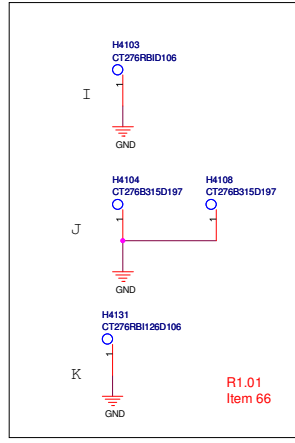 H4103
CT276RBID106
1
I
GND
H4104
CT276B315D197
1
H4108
CT276B315D197
1
J
GND
H4131
CT276RBI126D106
1
K
GND
R1.01
Item 66